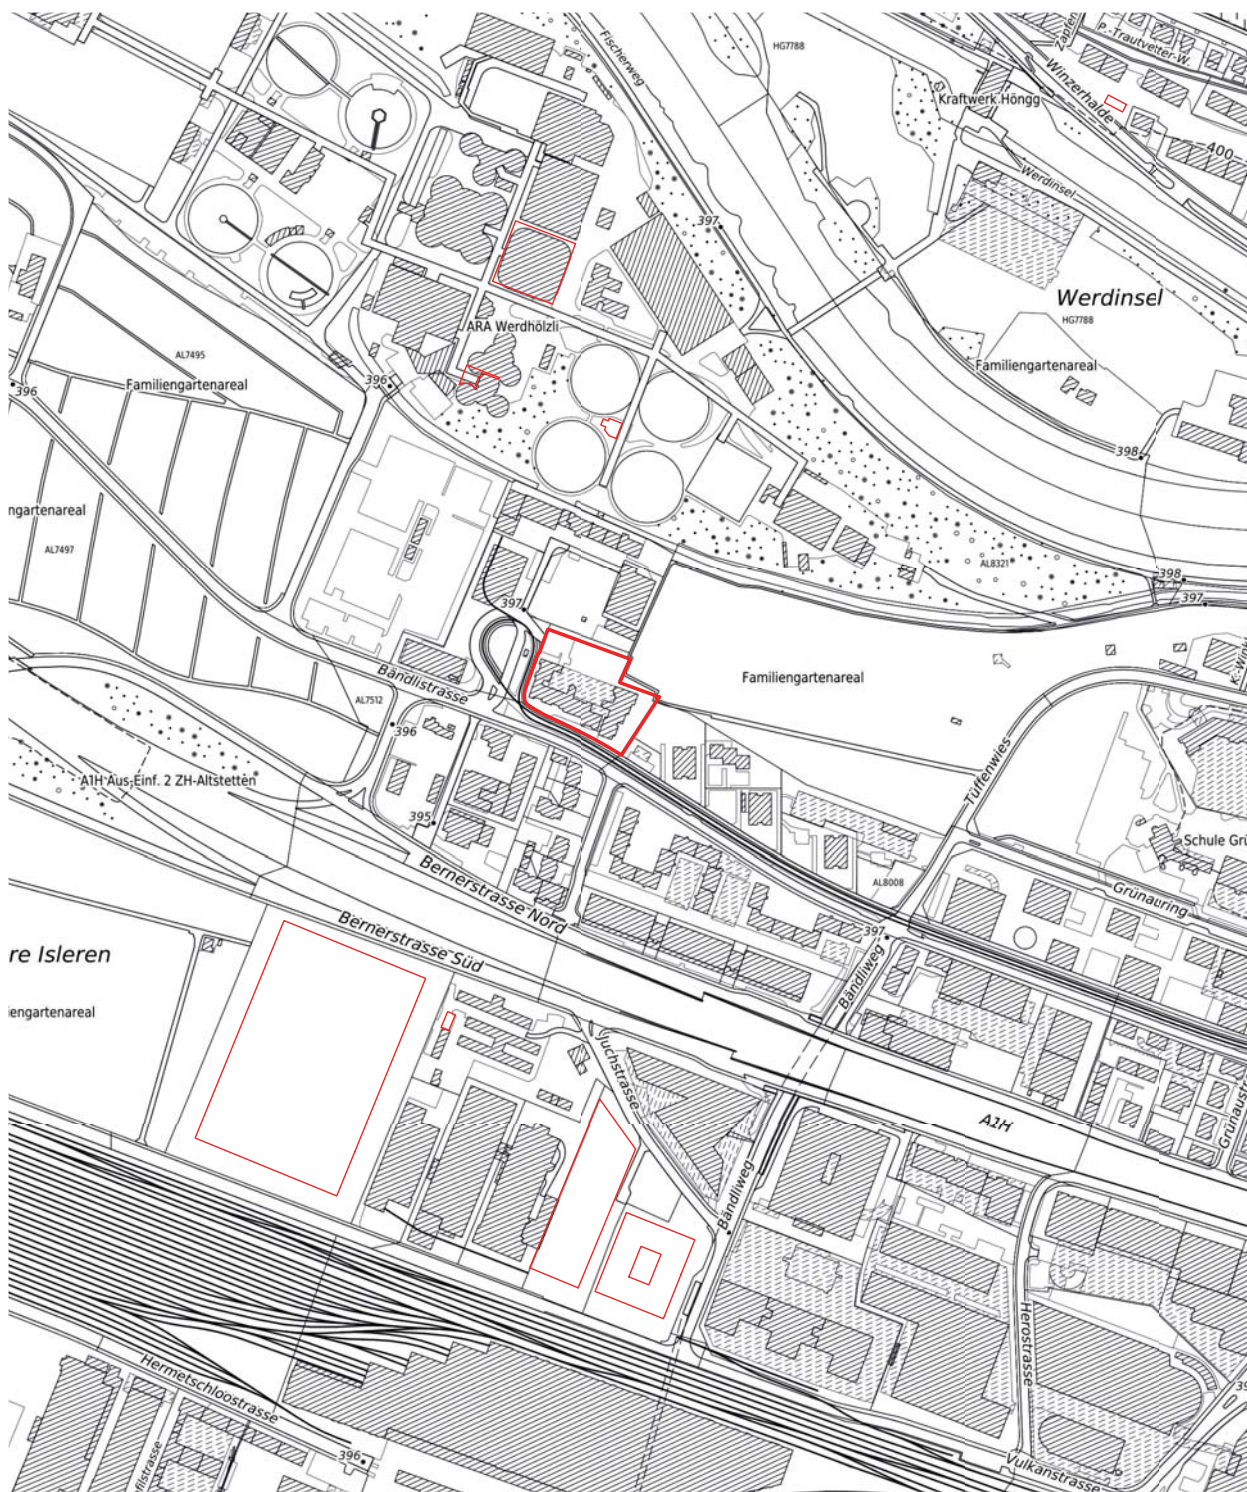 Fischerweg
HG7788
Zapfen
P.-Trautvetter-W.
Winzerhalde
Kraftwerk Höngg
400
Werdinsel
397
Werdinsel
HG7788
ARA Werdhölzli
AL7495
Familiengartenareal
Familiengartenareal
396
396
398
ngartenareal
AL7497
AL8321
398
397
397
Bändlistrasse
Familiengartenareal
AL7512
396
Tüffenwies
A1H Aus-Einf. 2 ZH-Altstetten
395
Schule Grü
Bernerstrasse Nord
AL8008
Grünauring
Bernerstrasse Süd
397
re Isleren
Bändliweg
iengartenareal
Juchstrasse
A1H
Grünaustr
Bändliweg
Herostrasse
Hermetschloostrasse
39
396
Vulkanstrasse